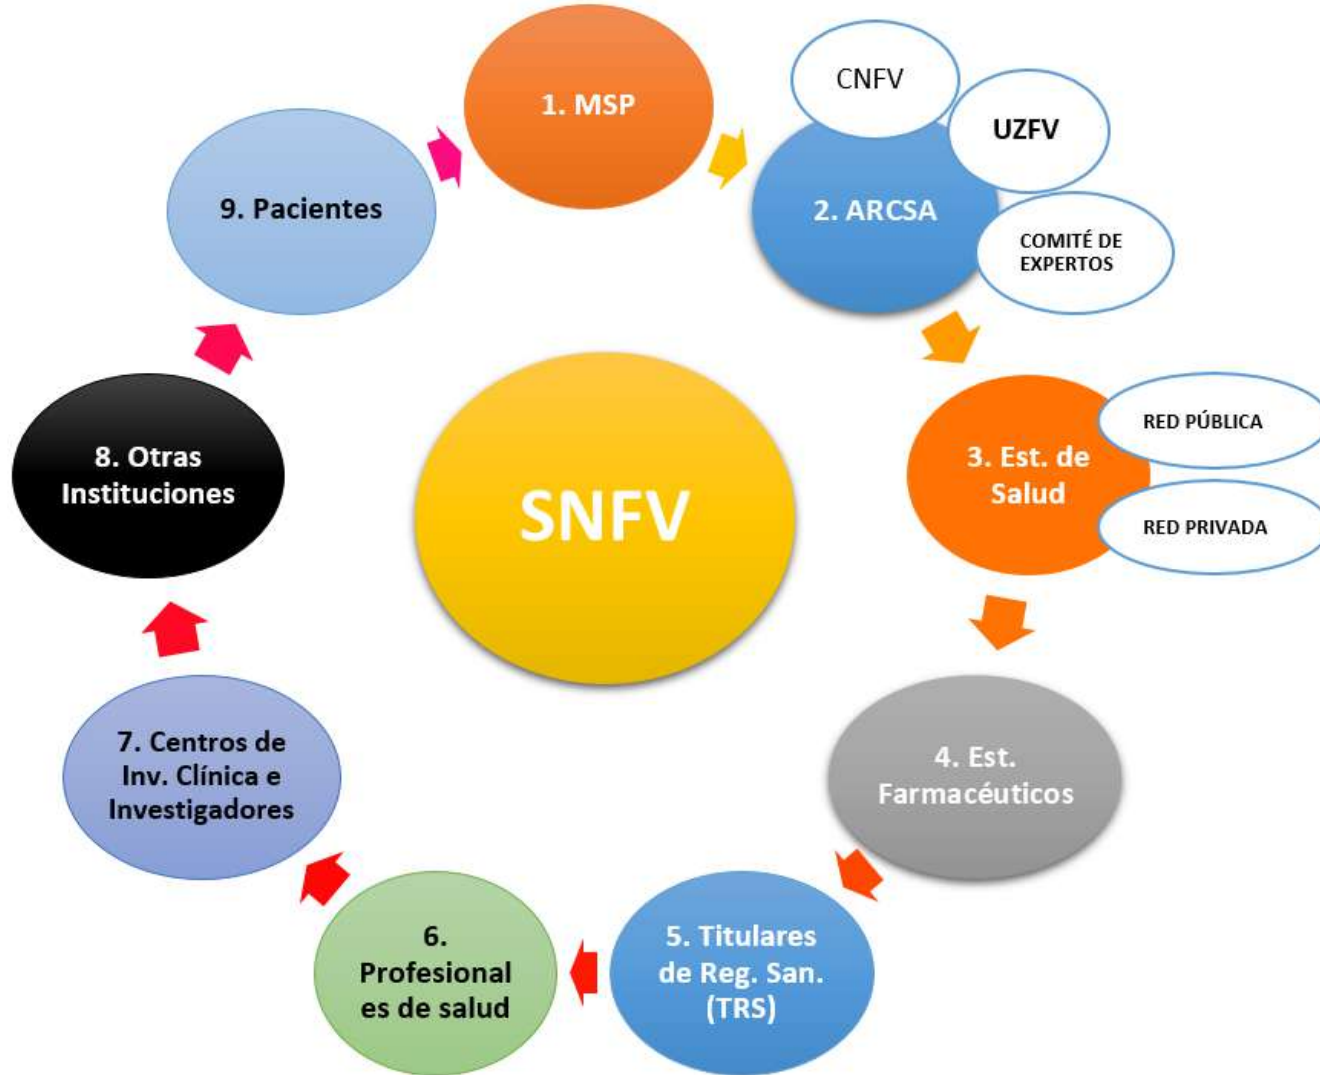 1. MSP
CNFV
UZFV
2. ARCSA
COMITÉ DE
EXPERTOS
3. Est. de
Salud
RED PÚBLICA
RED PRIVADA
4. Est.
Farmacéuticos
5. Titulares
de Reg. San.
(TRS)
6.
Profesional
es de salud
7. Centros de
Inv. Clínica e
Investigadores
8. Otras
Instituciones
9. Pacientes
SNFV